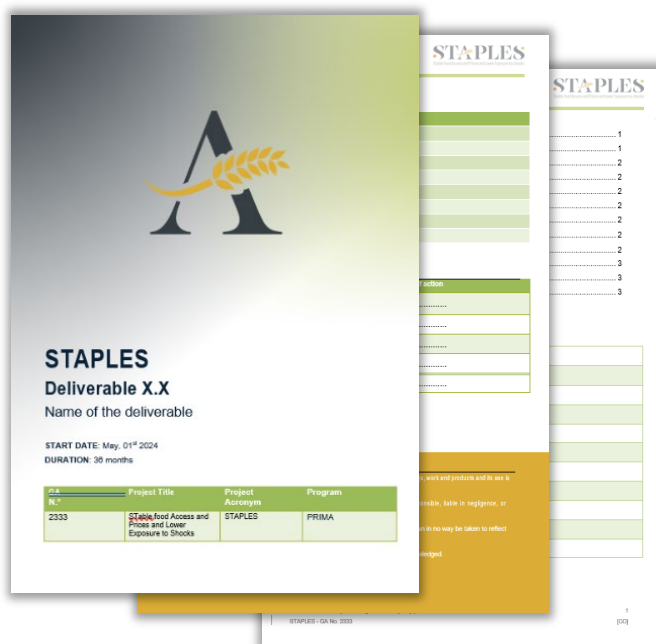 STAPLES
Deliverable X.X
Name of the deliverable
START DATE: May, 01st 2024
DURATION: 36 months
GA N.º Project Title Project Acronym Program
2333 STable food Access and Prices and Lower Exposure to Shocks STAPLES PRIMA
STAPLES
action
..............
..............
..............
..............
..............
, work and products and its use is
onsible, liable in negligence, or
n in no way be taken to reflect
wledged.
STAPLES
1
1
2
2
2
2
2
2
2
3
3
3
1
STAPLES - GA No. 2333 [CO]